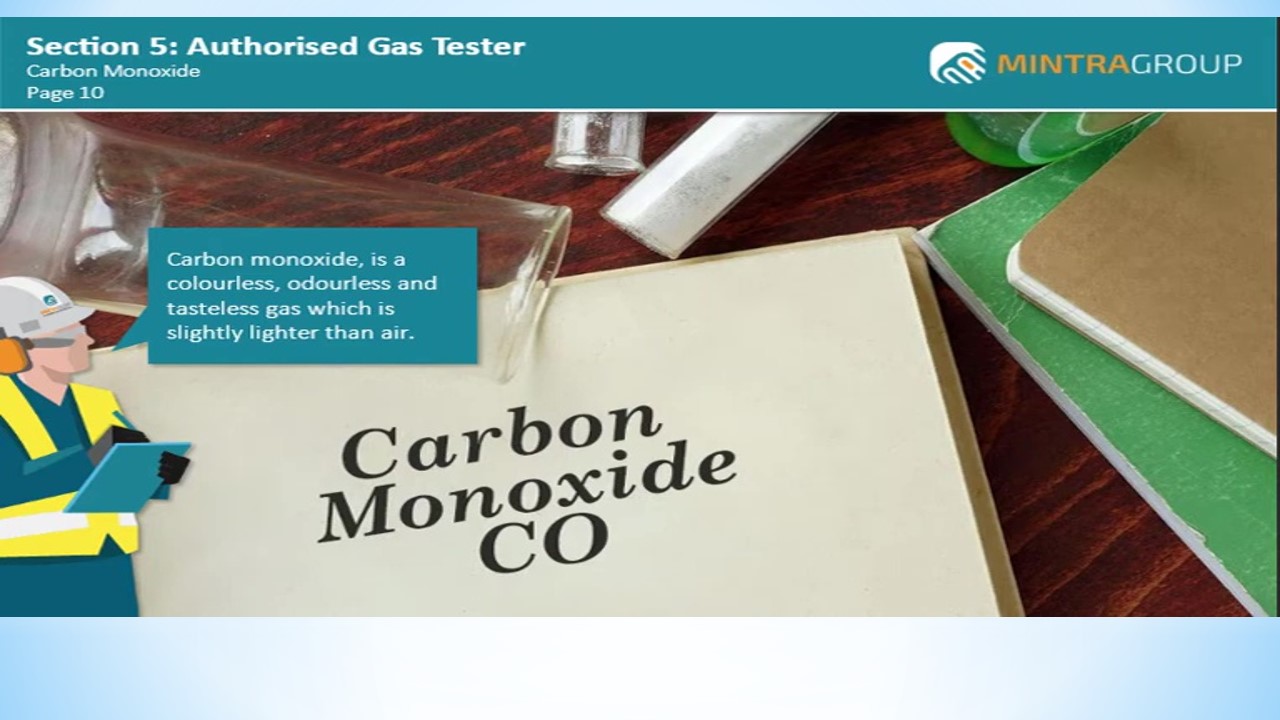 Section 5: Authorised Gas Tester
Carbon Monoxide
Page 10
MINTRAGROUP
Carbon monoxide, is a
colourless, odourless and
tasteless gas which is
slightly lighter than air.
Carbon
Monoxide
CO